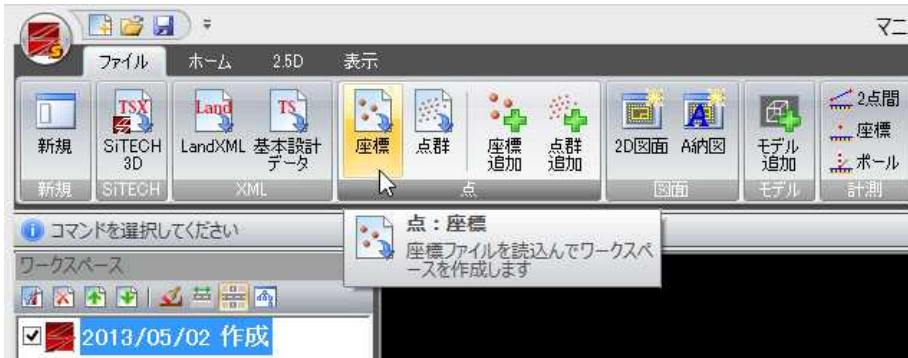 マニ
ファイル ホーム 2.5D 表示
TSX Land TS
新規 SiTECH 3D LandXML 基本設計データ 座標 点群 座標追加 点群追加 2D図面 A納図 モデル追加 2点間
座標
ポール
新規 SiTECH XML 点 図面 モデル 計測
コマンドを選択してください
点：座標
座標ファイルを読込んでワークスペ
ースを作成します
ワークスペース
2013/05/02 作成